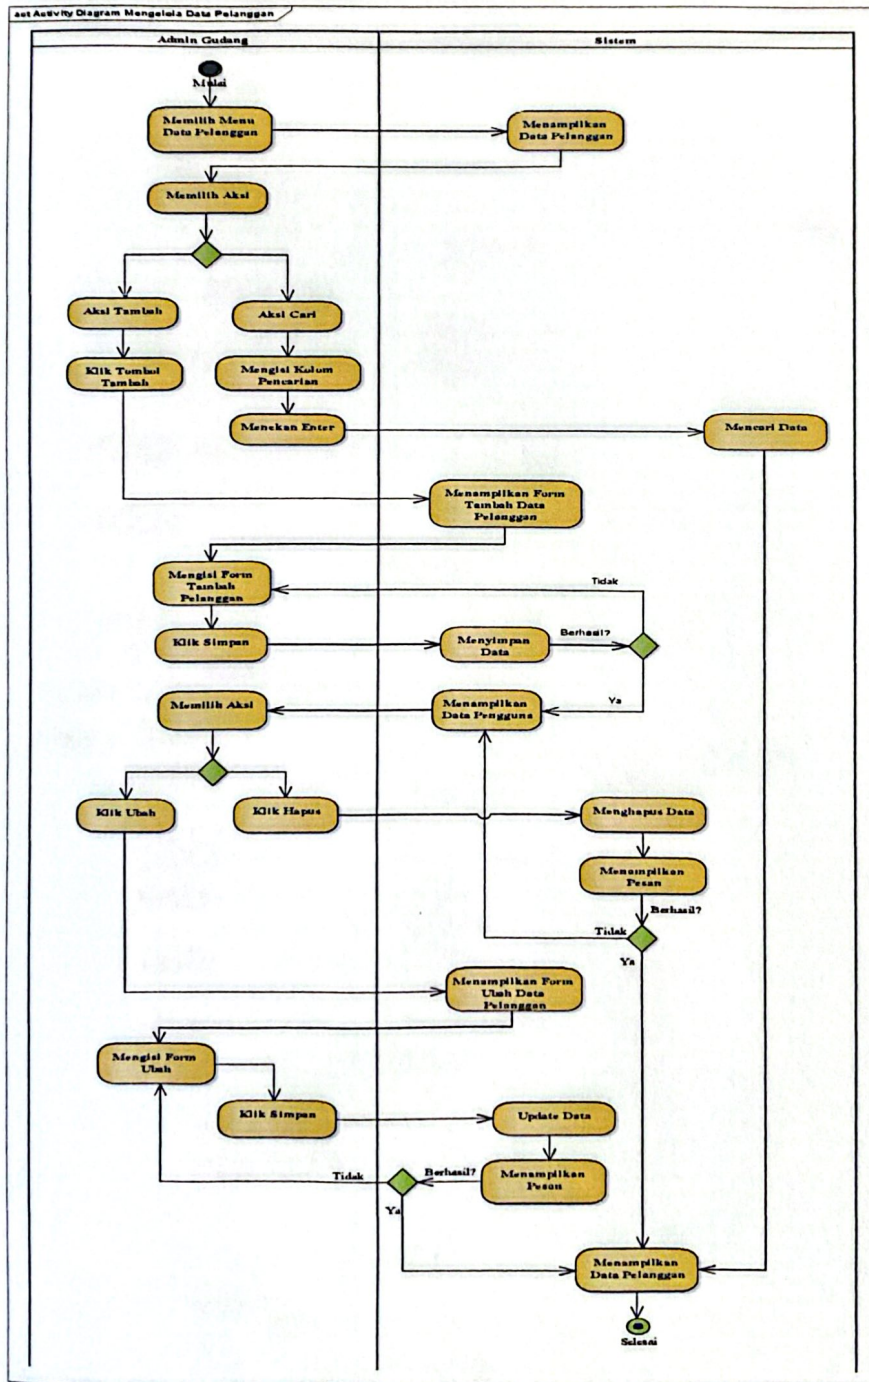 act Activity Diagram Mengelola Data Pelanggan
Admin Gudang
Sistem
Mulai
Memilih Menu
Data Pelanggan
Menampilkan
Data Pelanggan
Memilih Aksi
Aksi Tambah
Aksi Cari
Klik Tombol
Tambah
Mengisi Kolom
Pencarian
Menekan Enter
Mencari Data
Menampilkan Form
Tambah Data
Pelanggan
Mengisi Form
Tambah
Pelanggan
Tidak
Klik Simpan
Menyimpan
Data
Berhasil?
Ya
Memilih Aksi
Menampilkan
Data Pengguna
Klik Ubah
Klik Hapus
Menghapus Data
Menampilkan
Pesan
Berhasil?
Tidak
Ya
Menampilkan Form
Ubah Data
Pelanggan
Mengisi Form
Ubah
Klik Simpan
Update Data
Menampilkan
Pesan
Berhasil?
Tidak
Ya
Menampilkan
Data Pelanggan
Selesai